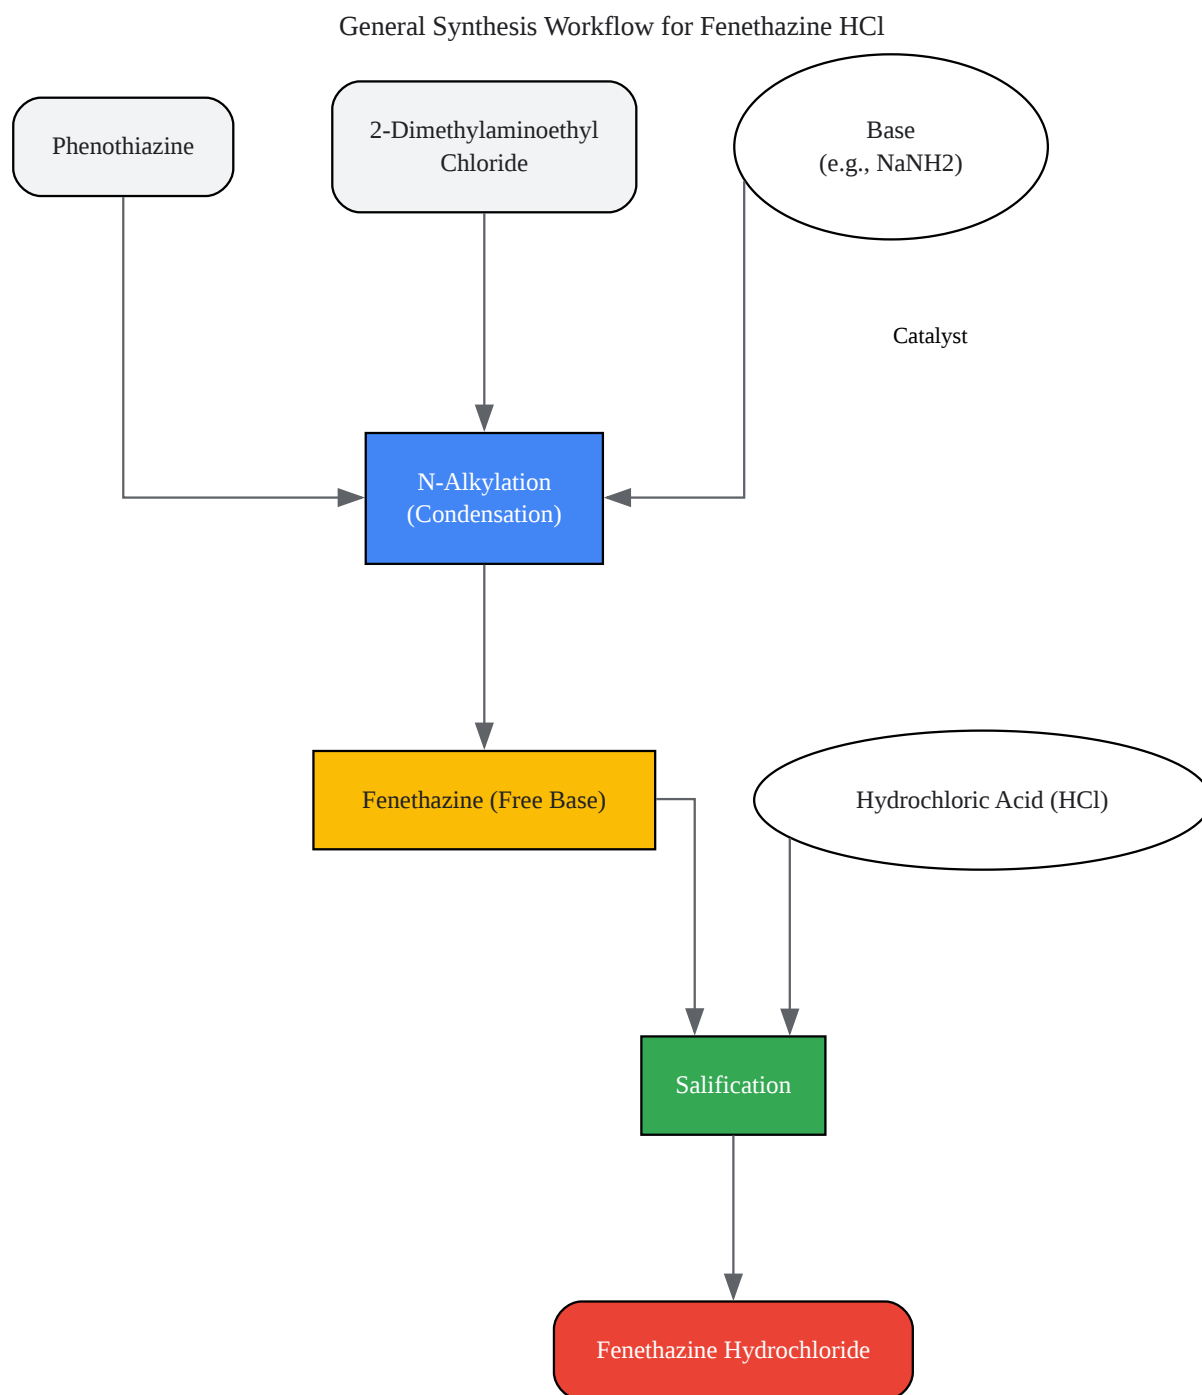 General Synthesis Workflow for Fenethazine HCl
Phenothiazine
2-Dimethylaminoethyl
Chloride
Base
(e.g., NaNH2)
Catalyst
N-Alkylation
(Condensation)
Fenethazine (Free Base)
Hydrochloric Acid (HCl)
Salification
Fenethazine Hydrochloride